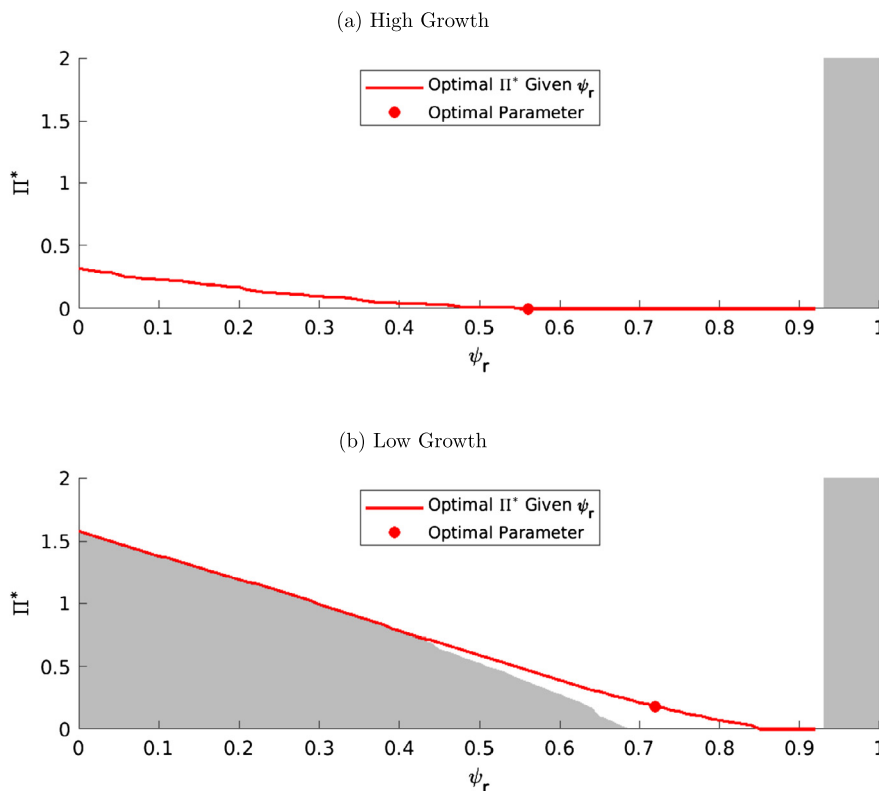 (a) High Growth
2
1.5
1
0.5
0
Π*
Optimal Π* Given ψr
Optimal Parameter
0 0.1 0.2 0.3 0.4 0.5 0.6 0.7 0.8 0.9 1
ψr
(b) Low Growth
2
1.5
1
0.5
0
Π*
Optimal Π* Given ψr
Optimal Parameter
0 0.1 0.2 0.3 0.4 0.5 0.6 0.7 0.8 0.9 1
ψr